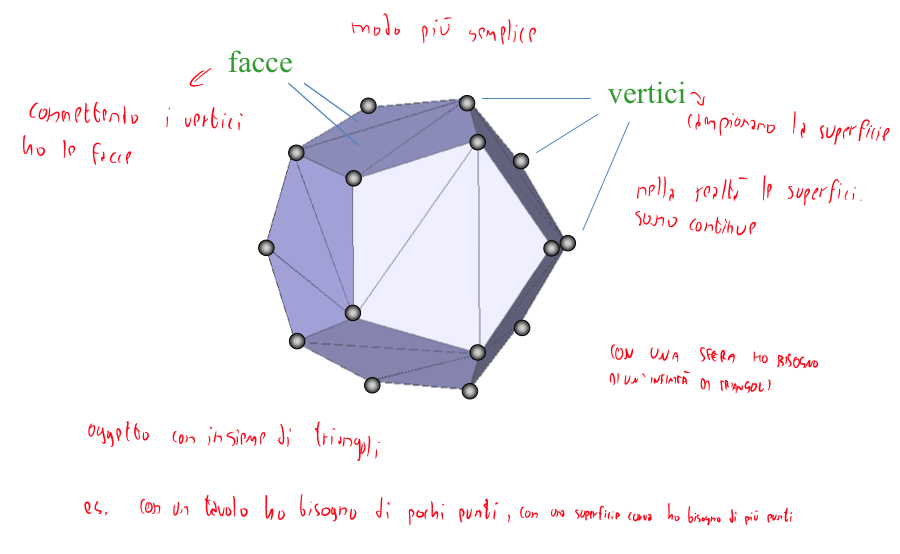 modo più semplice
facce
connettento i vertici
ho le facce
vertici
campionano la superficie
nella realtà le superfici
sono continue
CON UNA SFERA HO BISOGNO
DI UN'INFINITÀ DI TRIANGOLI
oggetto con insieme di triangoli
es. con un tavolo ho bisogno di pochi punti, con una superficie curva ho bisogno di più punti